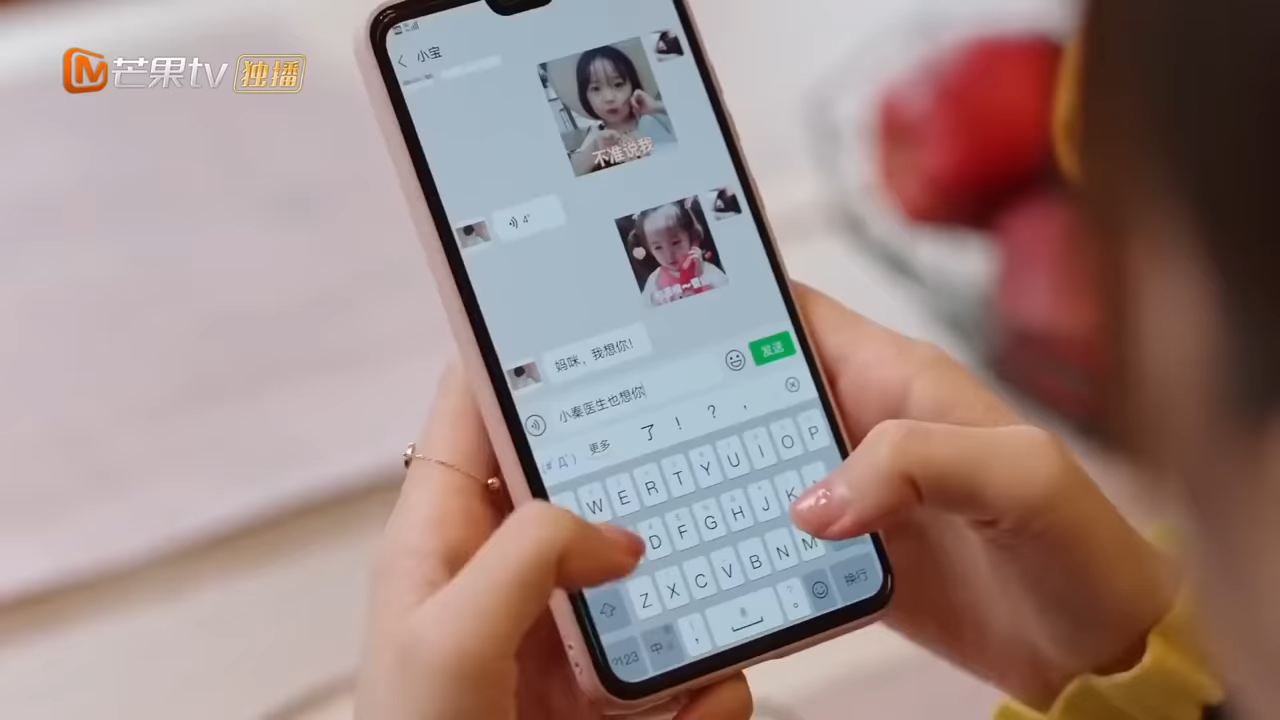 芒果tv 独播
小宝
不准说我
4"
妈咪，我想你！
发送
小秦医生也想你
更多 了 ！ ？ ，
W E R T Y U I O P
D F G H J K
Z X C V B N M
?123 中 ， 。 换行